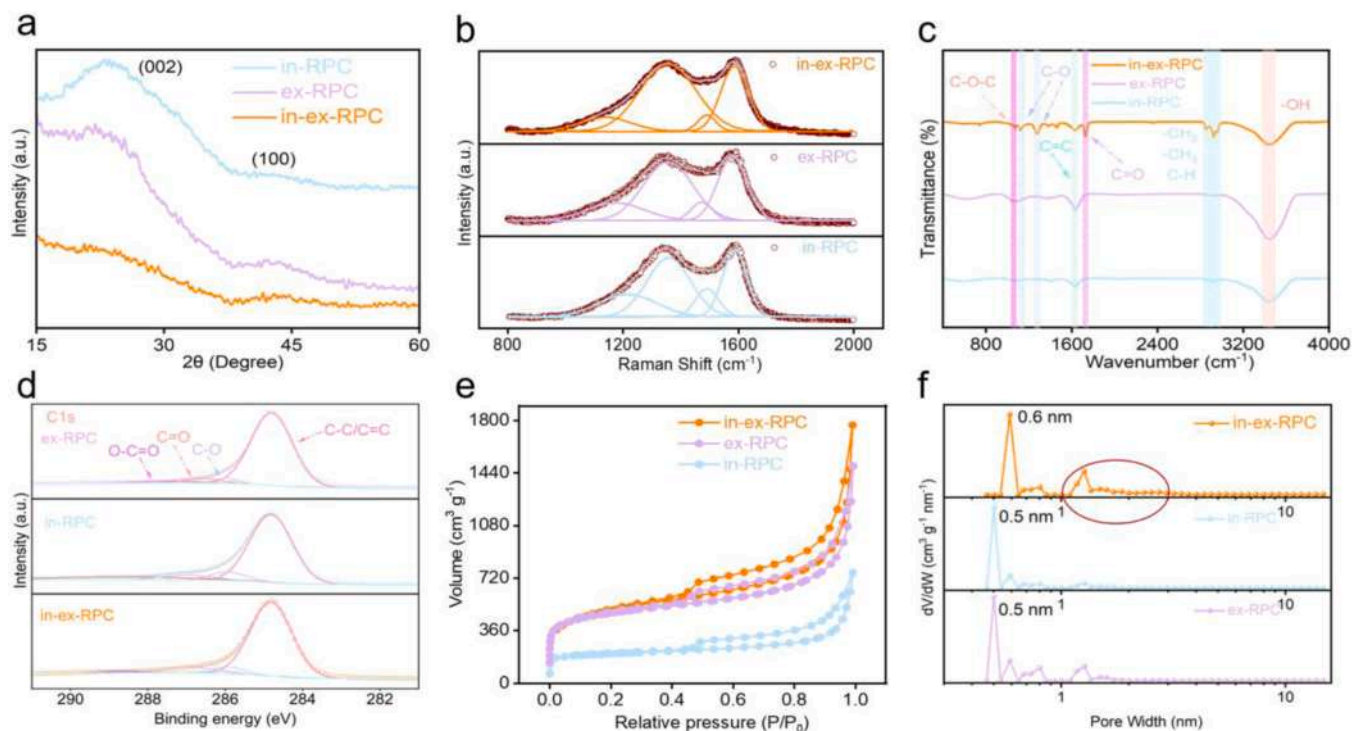 a
(002)
in-RPC
ex-RPC
in-ex-RPC
(100)
Intensity (a.u.)
15
30
45
60
2θ (Degree)
b
in-ex-RPC
ex-RPC
in-RPC
Intensity (a.u.)
800
1200
1600
2000
Raman Shift (cm⁻¹)
c
in-ex-RPC
ex-RPC
in-RPC
C-O-C
C-O
-OH
C=C
C=O
-CH₃
C-H
Transmittance (%)
800
1600
2400
3200
4000
Wavenumber (cm⁻¹)
d
C1s
ex-RPC
O-C=O
C=O
C-O
C-C/C=C
in-RPC
in-ex-RPC
Intensity (a.u.)
290
288
286
284
282
Binding energy (eV)
e
in-ex-RPC
ex-RPC
in-RPC
Volume (cm³ g⁻¹)
1800
1440
1080
720
360
0
0.0
0.2
0.4
0.6
0.8
1.0
Relative pressure (P/P₀)
f
0.6 nm
in-ex-RPC
1
10
0.5 nm
in-RPC
1
10
0.5 nm
ex-RPC
1
10
dV/dW (cm³ g⁻¹ nm⁻¹)
Pore Width (nm)